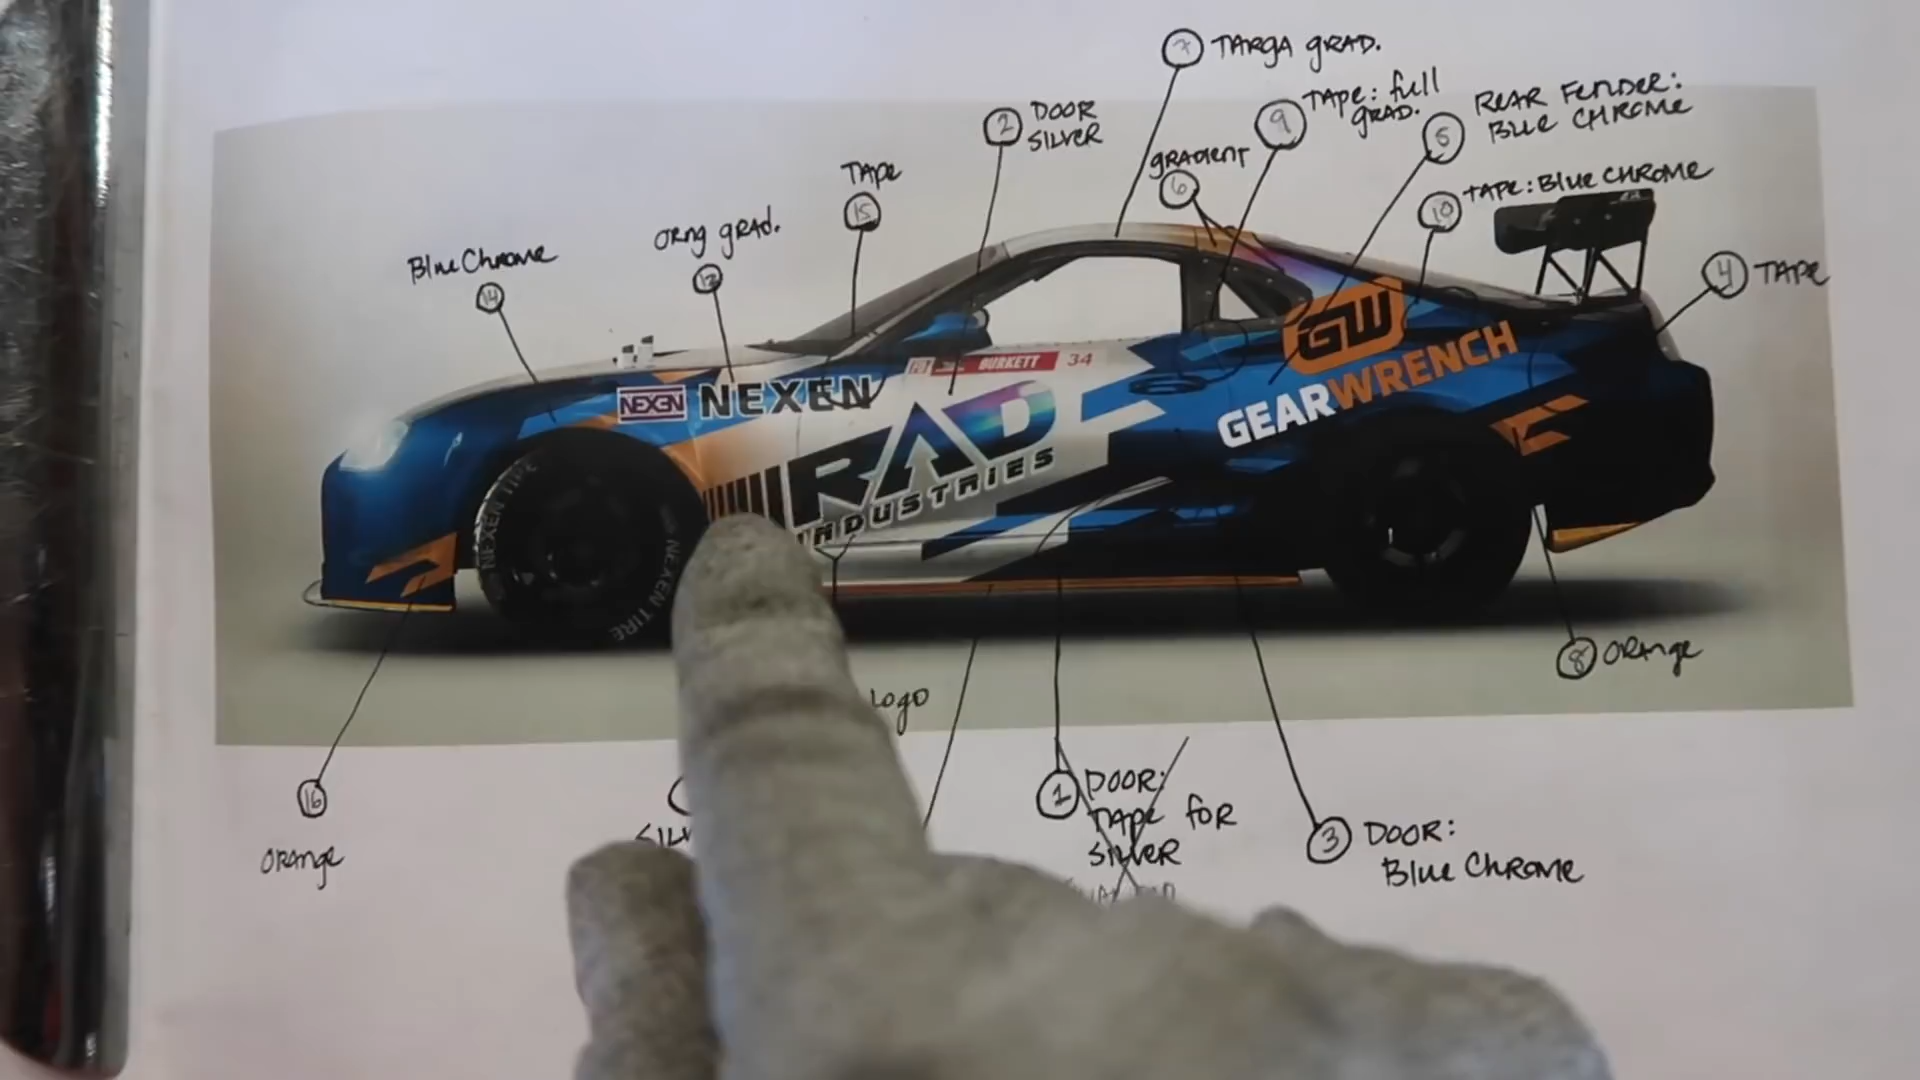 7 TARGA GRAD.
2 DOOR
SILVER
9 TAPE: full
GRAD.
5 REAR FENDER:
Blue CHROME
GRADIENT
6
TAPE
15
10 TAPE: Blue CHROME
ORNG GRAD.
Blue Chrome
14
4 TAPE
BURKETT 34
NEXEN NEXEN
GW
GEARWRENCH
RAD
INDUSTRIES
NEXEN TIRE
NEXEN TIRE
8 ORANGE
LOGO
16
ORANGE
1 DOOR:
TAPE FOR
SILVER
3 DOOR:
Blue CHROME